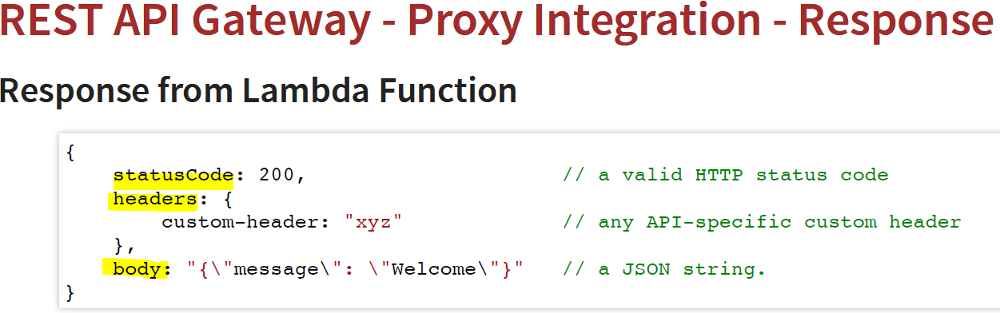 REST API Gateway - Proxy Integration - Response
Response from Lambda Function
{
statusCode: 200, // a valid HTTP status code
headers: {
custom-header: "xyz" // any API-specific custom header
},
body: "{\"message\": \"Welcome\"}" // a JSON string.
}